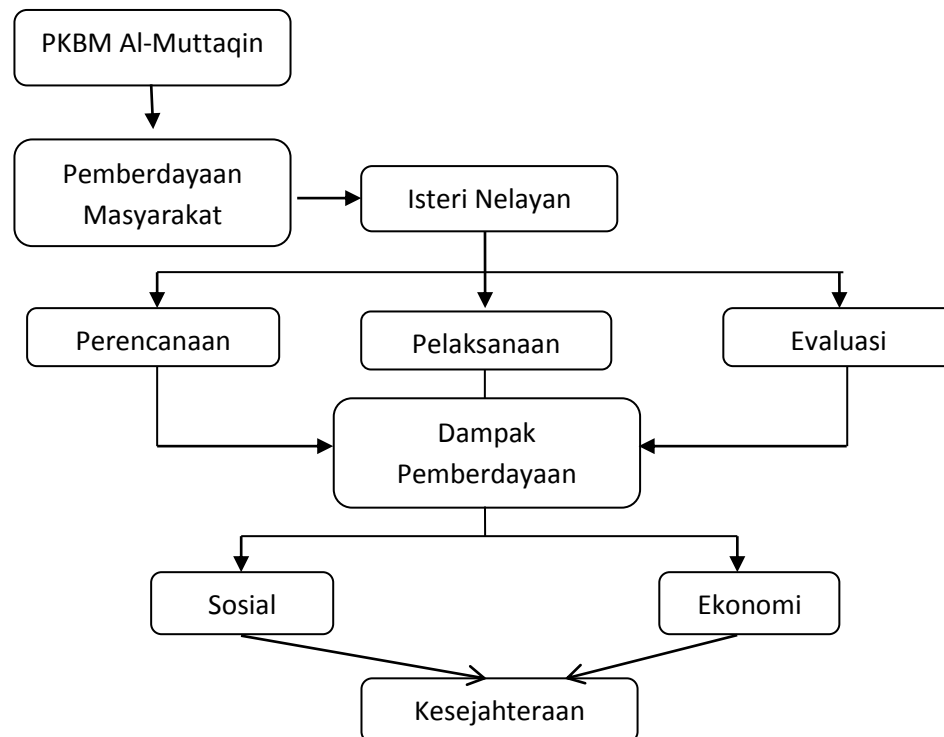 PKBM Al-Muttaqin
Pemberdayaan
Masyarakat
Isteri Nelayan
Perencanaan
Pelaksanaan
Evaluasi
Dampak
Pemberdayaan
Sosial
Ekonomi
Kesejahteraan